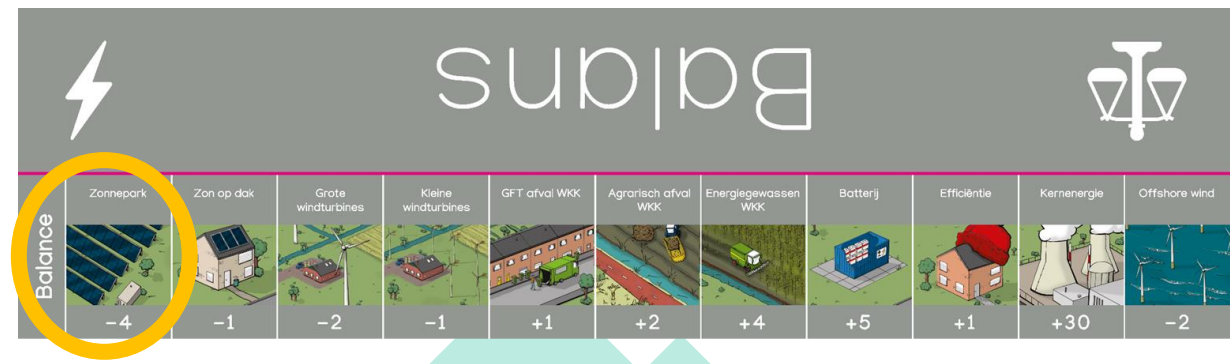 Balans
Balance
Zonnepark
Zon op dak
Grote
windturbines
Kleine
windturbines
GFT afval WKK
Agrarisch afval
WKK
Energiegewassen
WKK
Batterij
Efficiëntie
Kernenergie
Offshore wind
-4
-1
-2
-1
+1
+2
+4
+5
+1
+30
-2